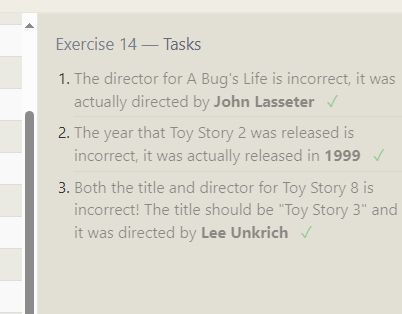 Exercise 14 — Tasks
1. The director for A Bug's Life is incorrect, it was
actually directed by John Lasseter ✓
2. The year that Toy Story 2 was released is
incorrect, it was actually released in 1999 ✓
3. Both the title and director for Toy Story 8 is
incorrect! The title should be "Toy Story 3" and
it was directed by Lee Unkrich ✓